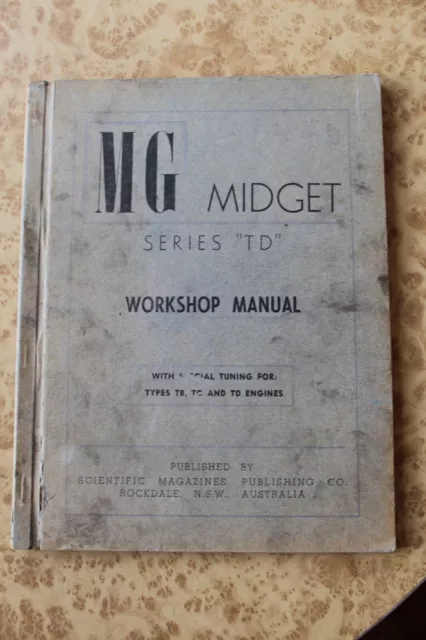 MG MIDGET
SERIES "TD"
WORKSHOP MANUAL
WITH SPECIAL TUNING FOR:
TYPES TB, TC AND TD ENGINES
PUBLISHED BY
SCIENTIFIC MAGAZINES PUBLISHING CO.
ROCKDALE, N.S.W., AUSTRALIA